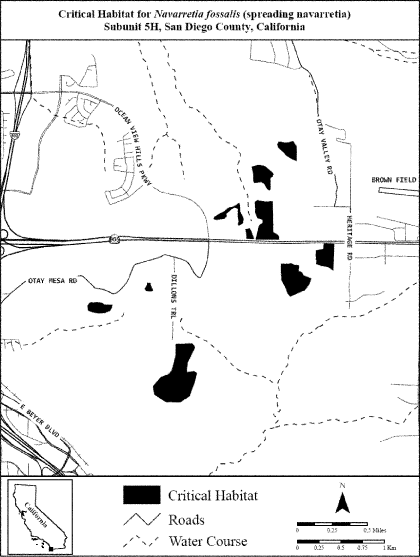 Critical Habitat for Navarretia fossalis (spreading navarretia)
Subunit 5H, San Diego County, California
OCEAN VIEW HILLS PKWY
OTAY VALLEY RD
BROWN FIELD
HERITAGE RD
805
905
OTAY MESA RD
DILLONS TRL
E BEYER BLVD
California
Critical Habitat
Roads
Water Course
N
0 0.25 0.5 Miles
0 0.25 0.5 0.75 1 Km